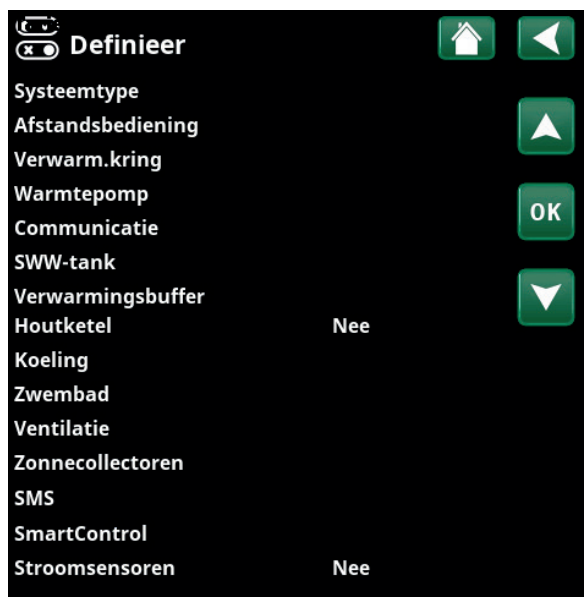 Definieer
Systeemtype
Afstandsbediening
Verwarm.kring
Warmtepomp
Communicatie
OK
SWW-tank
Verwarmingsbuffer
Houtketel Nee
Koeling
Zwembad
Ventilatie
Zonnecollectoren
SMS
SmartControl
Stroomsensoren Nee